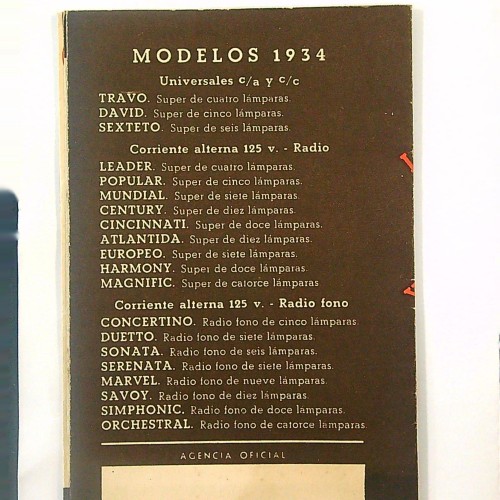 MODELOS 1934
Universales c/a y c/c
TRAVO. Super de cuatro lámparas.
DAVID. Super de cinco lámparas.
SEXTETO. Super de seis lámparas.
Corriente alterna 125 v. - Radio
LEADER. Super de cuatro lámparas.
POPULAR. Super de cinco lámparas.
MUNDIAL. Super de siete lámparas.
CENTURY. Super de diez lámparas.
CINCINNATI. Super de doce lámparas.
ATLANTIDA. Super de diez lámparas.
EUROPEO. Super de siete lámparas.
HARMONY. Super de doce lámparas.
MAGNIFIC. Super de catorce lámparas
Corriente alterna 125 v. - Radio fono
CONCERTINO. Radio fono de cinco lámparas.
DUETTO. Radio fono de siete lámparas.
SONATA. Radio fono de seis lámparas.
SERENATA. Radio fono de siete lámparas.
MARVEL. Radio fono de nueve lámparas.
SAVOY. Radio fono de diez lámparas.
SIMPHONIC. Radio fono de doce lámparas.
ORCHESTRAL. Radio fono de catorce lámparas.
AGENCIA OFICIAL